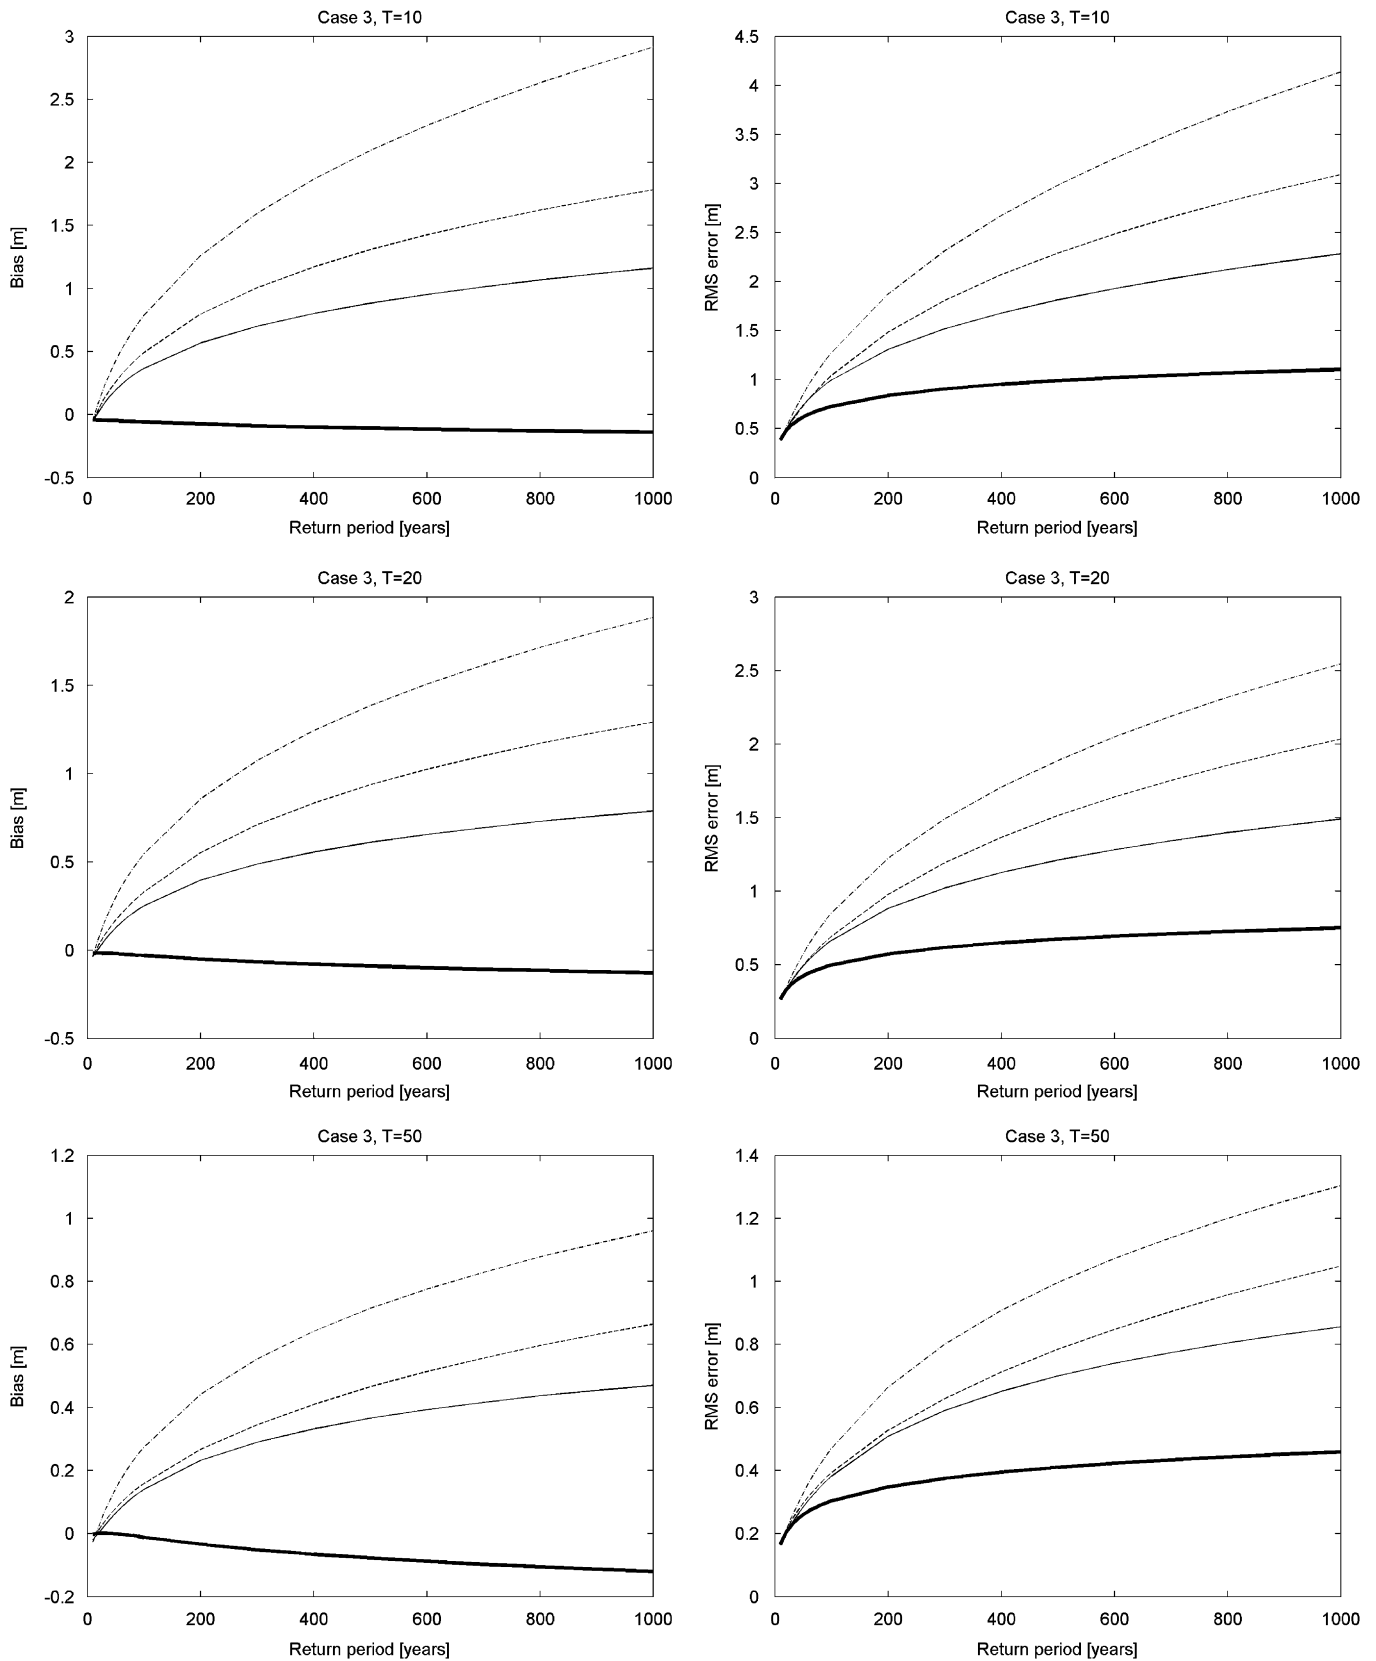 Case 3, T=10
3
2.5
2
1.5
1
0.5
0
-0.5
Bias [m]
0 200 400 600 800 1000
Return period [years]
Case 3, T=10
4.5
4
3.5
3
2.5
2
1.5
1
0.5
0
RMS error [m]
0 200 400 600 800 1000
Return period [years]
Case 3, T=20
2
1.5
1
0.5
0
-0.5
Bias [m]
0 200 400 600 800 1000
Return period [years]
Case 3, T=20
3
2.5
2
1.5
1
0.5
0
RMS error [m]
0 200 400 600 800 1000
Return period [years]
Case 3, T=50
1.2
1
0.8
0.6
0.4
0.2
0
-0.2
Bias [m]
0 200 400 600 800 1000
Return period [years]
Case 3, T=50
1.4
1.2
1
0.8
0.6
0.4
0.2
0
RMS error [m]
0 200 400 600 800 1000
Return period [years]